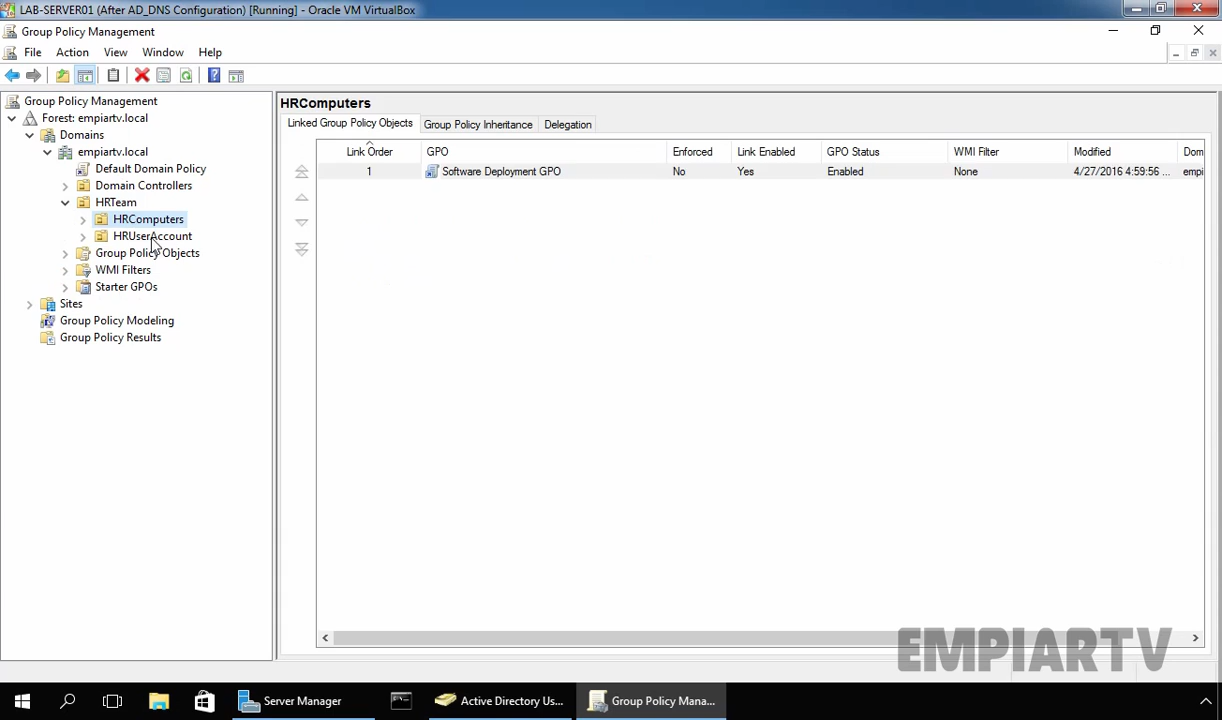 LAB-SERVER01 (After AD_DNS Configuration) [Running] - Oracle VM VirtualBox
Group Policy Management
File Action View Window Help
Group Policy Management
Forest: empiartv.local
Domains
empiartv.local
Default Domain Policy
Domain Controllers
HRTeam
HRComputers
HRUserAccount
Group Policy Objects
WMI Filters
Starter GPOs
Sites
Group Policy Modeling
Group Policy Results
HRComputers
Linked Group Policy Objects Group Policy Inheritance Delegation
Link Order GPO Enforced Link Enabled GPO Status WMI Filter Modified Dom
1 Software Deployment GPO No Yes Enabled None 4/27/2016 4:59:56 ... empi
EMPIARTV
Server Manager Active Directory Us... Group Policy Mana...